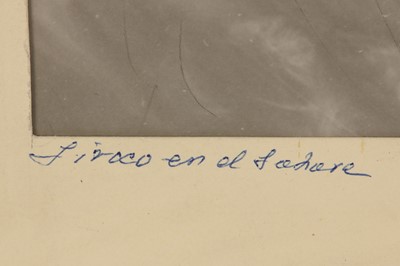 Siroco en el Sahara